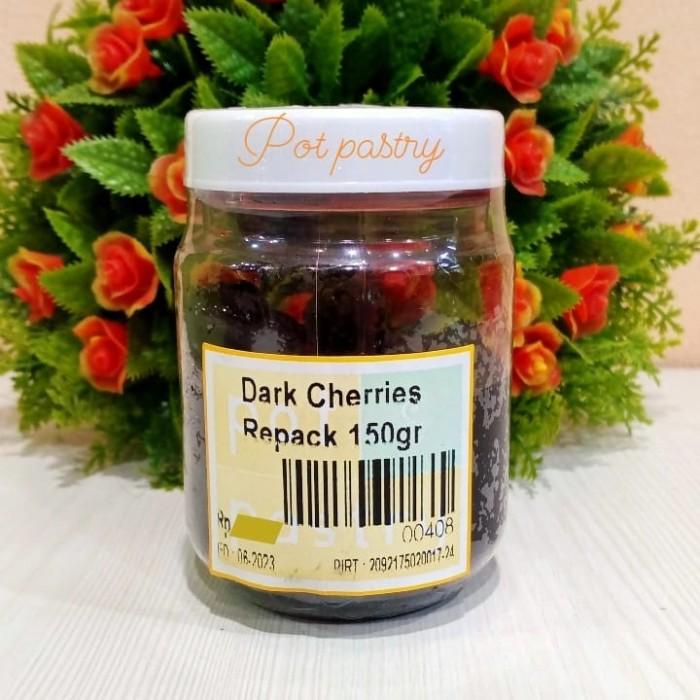 Pot pastry
Dark Cherries
Repack 150gr
00408
Rp
ED : 06-2023
PIRT : 2092175020017-24